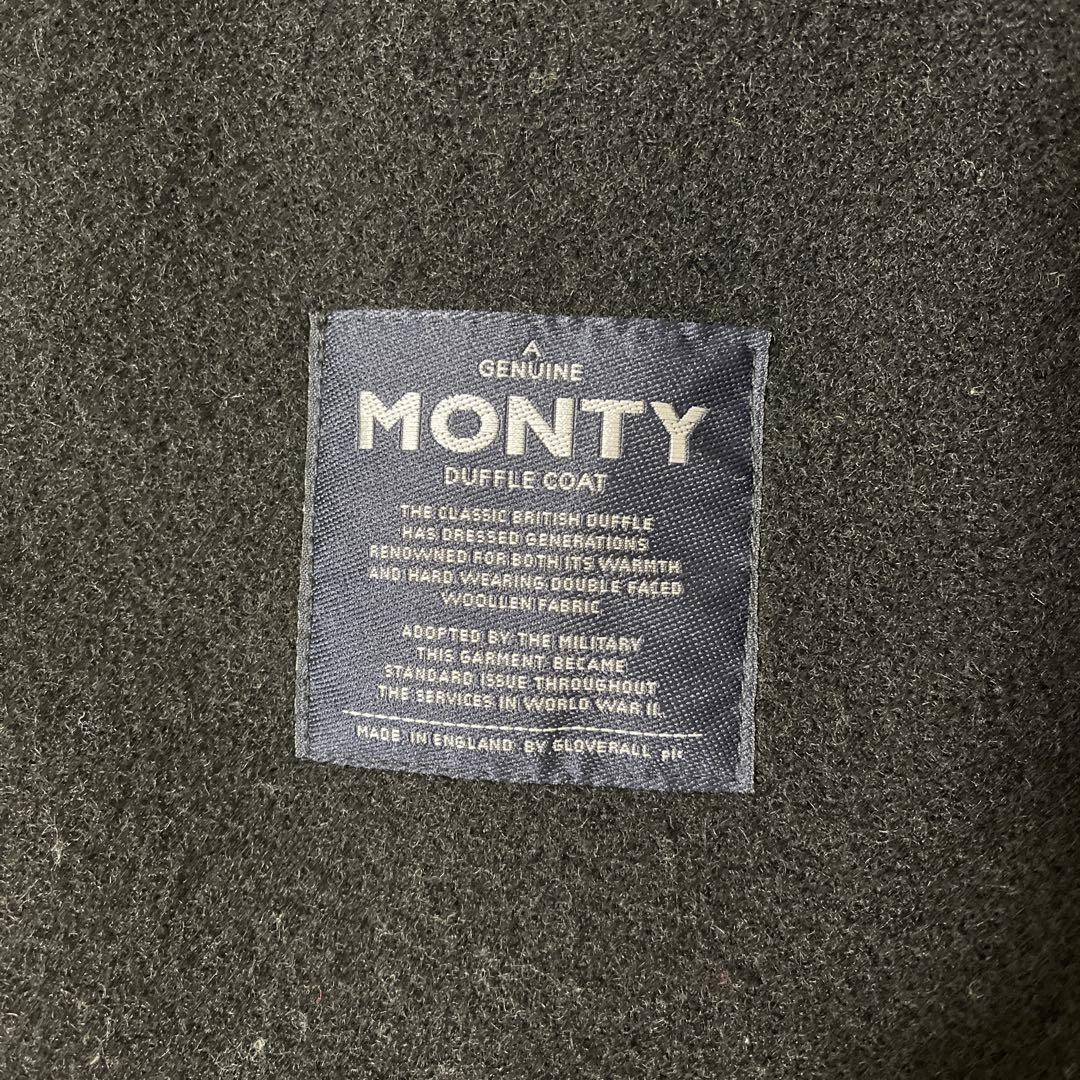 A
GENUINE
MONTY
DUFFLE COAT
THE CLASSIC BRITISH DUFFLE
HAS DRESSED GENERATIONS
RENOWNED FOR BOTH ITS WARMTH
AND HARD WEARING DOUBLE FACED
WOOLLEN FABRIC
ADOPTED BY THE MILITARY
THIS GARMENT BECAME
STANDARD ISSUE THROUGHOUT
THE SERVICES IN WORLD WAR II.
MADE IN ENGLAND BY GLOVERALL plc